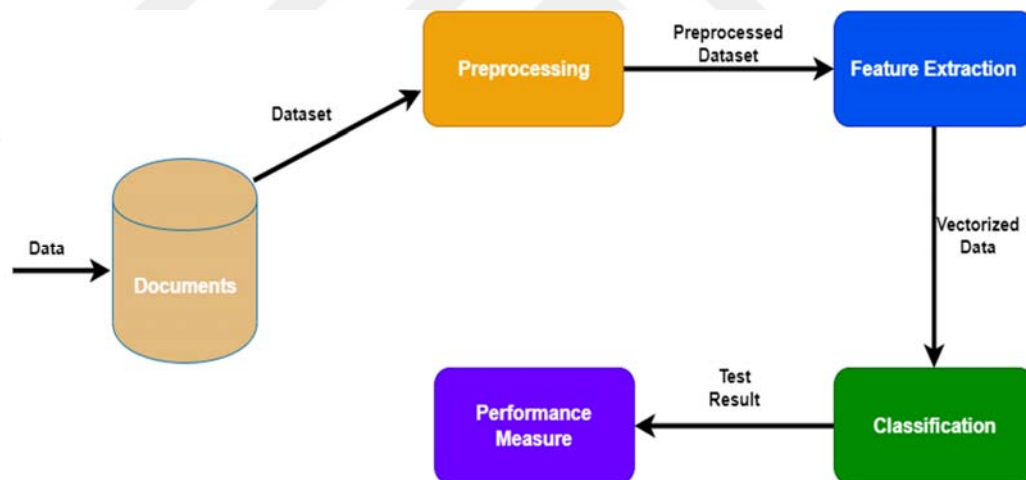 Data
Documents
Dataset
Preprocessing
Preprocessed
Dataset
Feature Extraction
Vectorized
Data
Classification
Test
Result
Performance
Measure